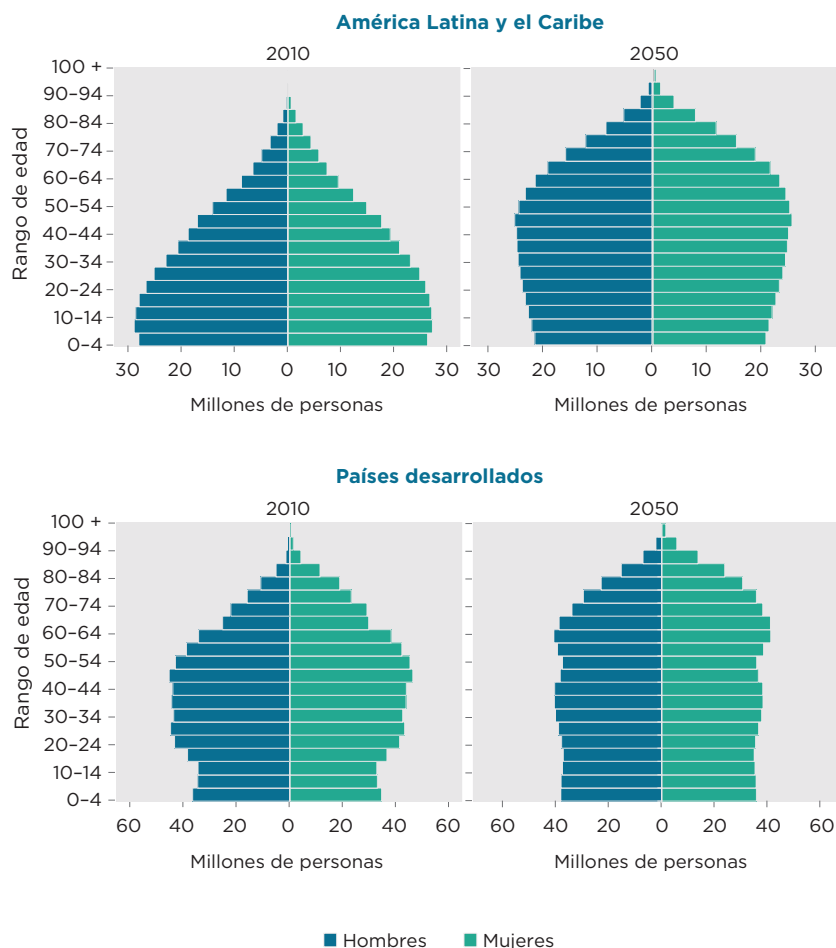 América Latina y el Caribe
2010
2050
Rango de edad
100 +
90–94
80–84
70–74
60–64
50–54
40–44
30–34
20–24
10–14
0–4
30 20 10 0 10 20 30
30 20 10 0 10 20 30
Millones de personas
Millones de personas
Países desarrollados
2010
2050
Rango de edad
100 +
90–94
80–84
70–74
60–64
50–54
40–44
30–34
20–24
10–14
0–4
60 40 20 0 20 40 60
60 40 20 0 20 40 60
Millones de personas
Millones de personas
Hombres Mujeres